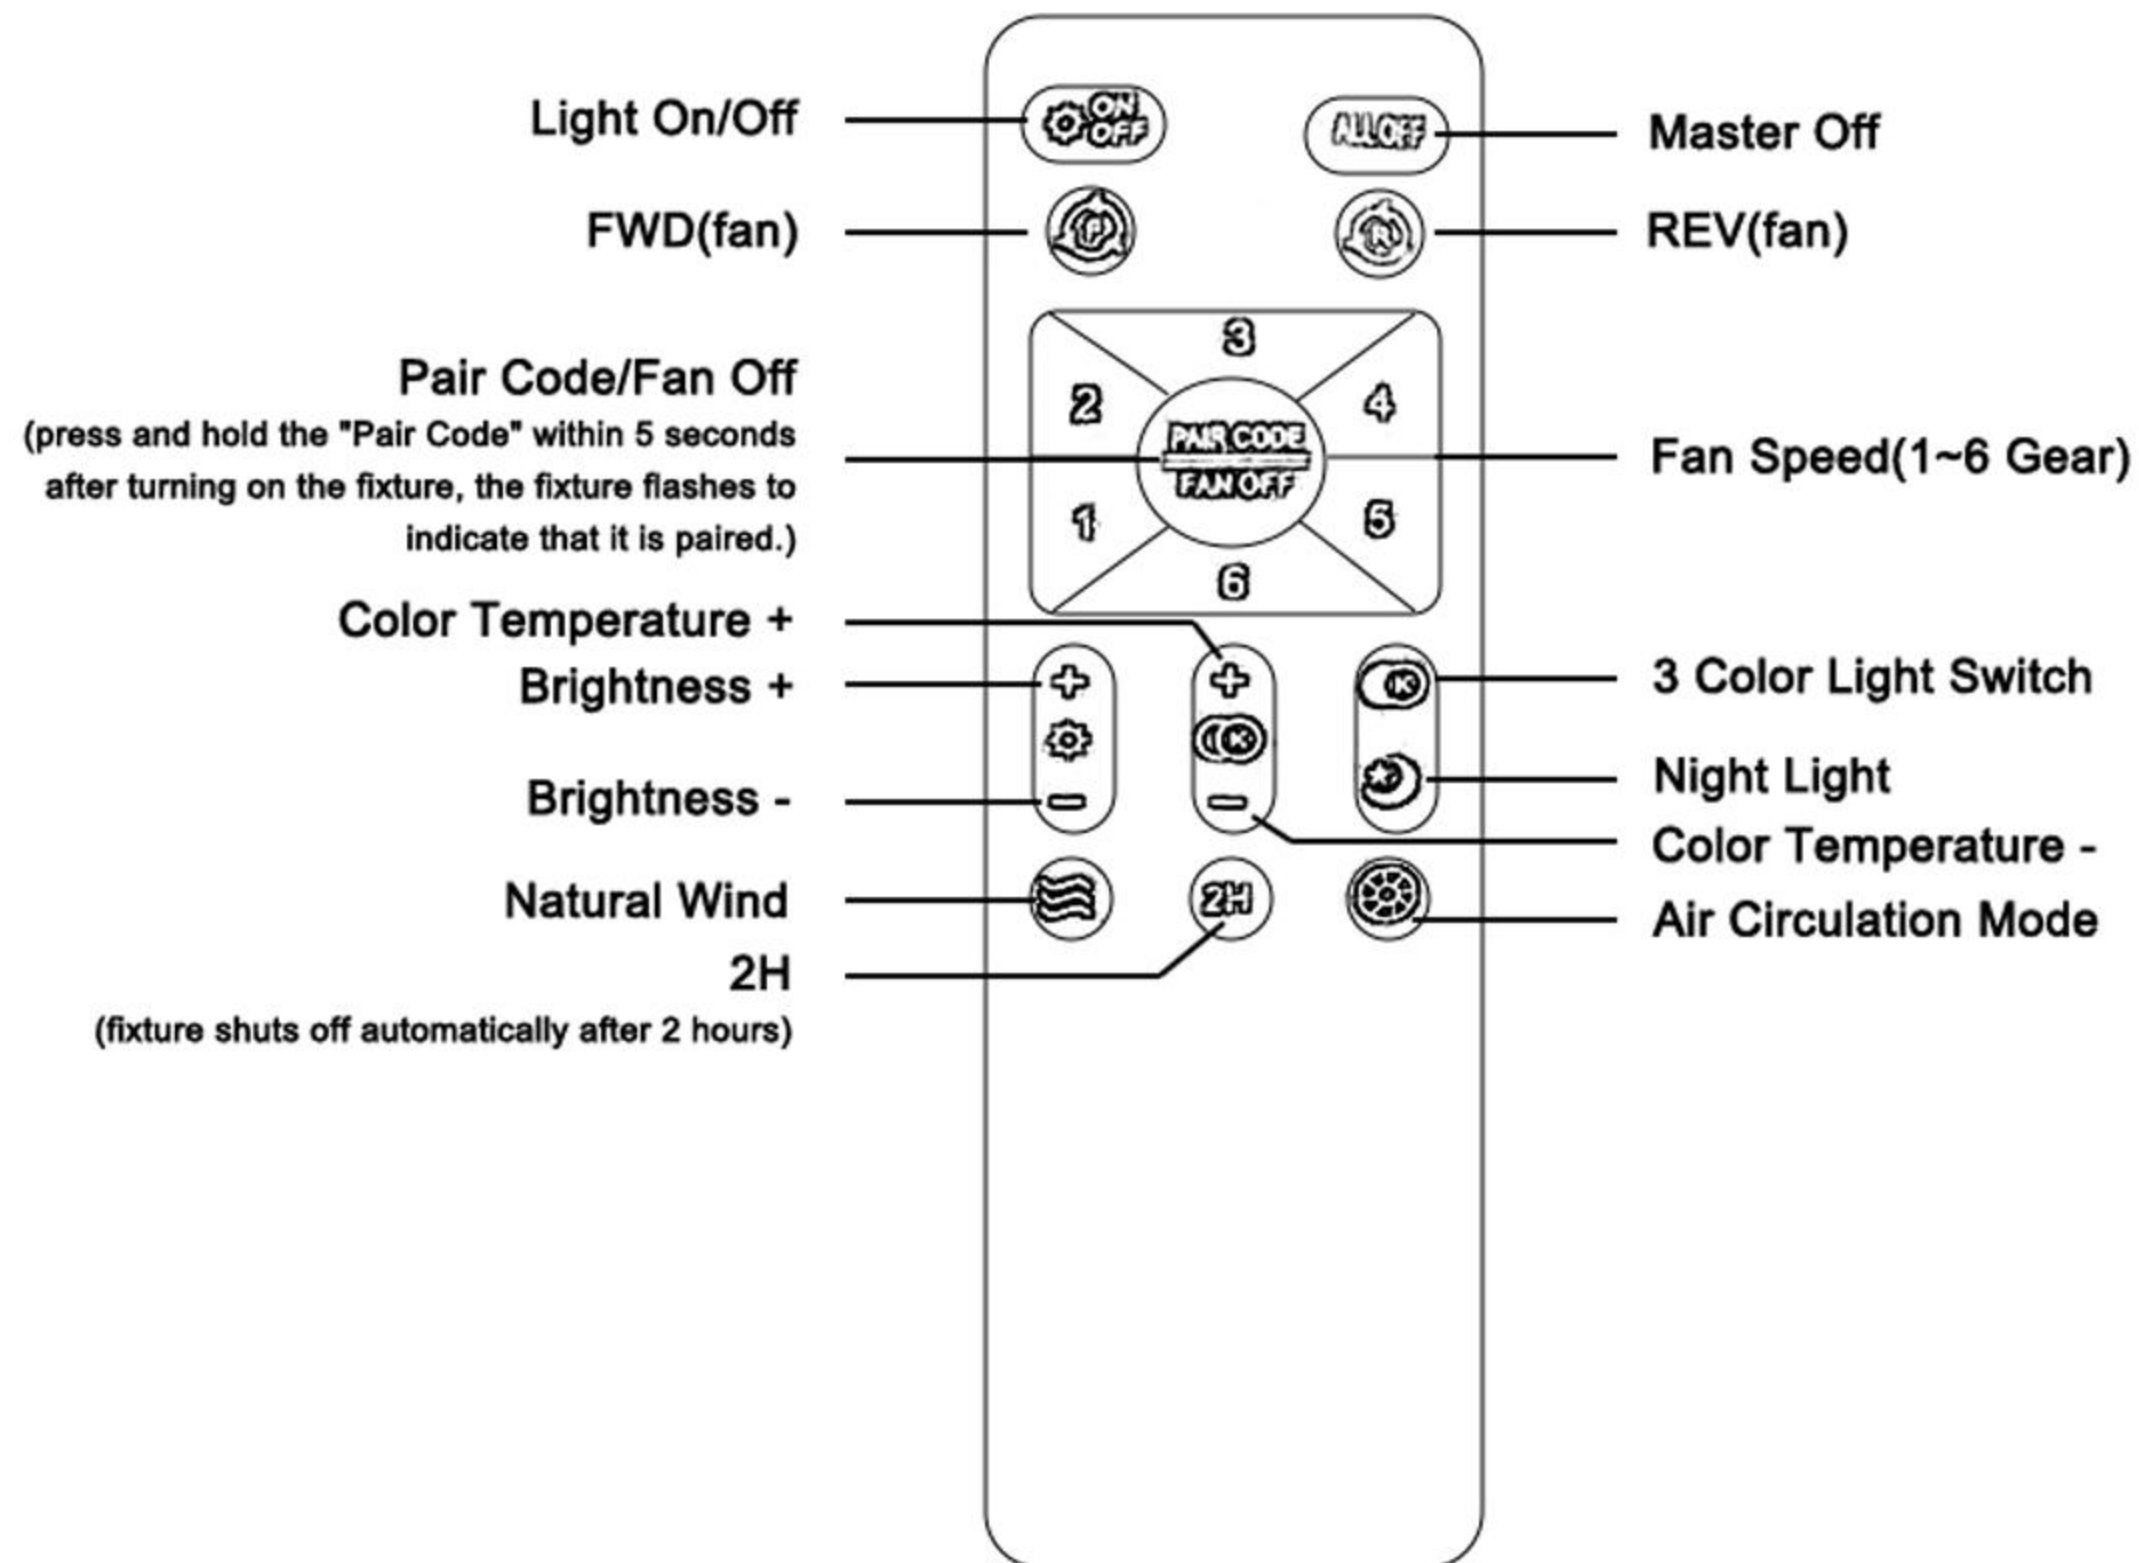 Light On/Off
ON
OFF
ALL OFF
Master Off
FWD(fan)
F
R
REV(fan)
3
Pair Code/Fan Off
2
4
(press and hold the "Pair Code" within 5 seconds
PAIR CODE
Fan Speed(1~6 Gear)
after turning on the fixture, the fixture flashes to
FAN OFF
1
5
indicate that it is paired.)
6
Color Temperature +
Brightness +
+
+
K
3 Color Light Switch
K
Night Light
Brightness -
-
-
Color Temperature -
Natural Wind
2H
Air Circulation Mode
2H
(fixture shuts off automatically after 2 hours)